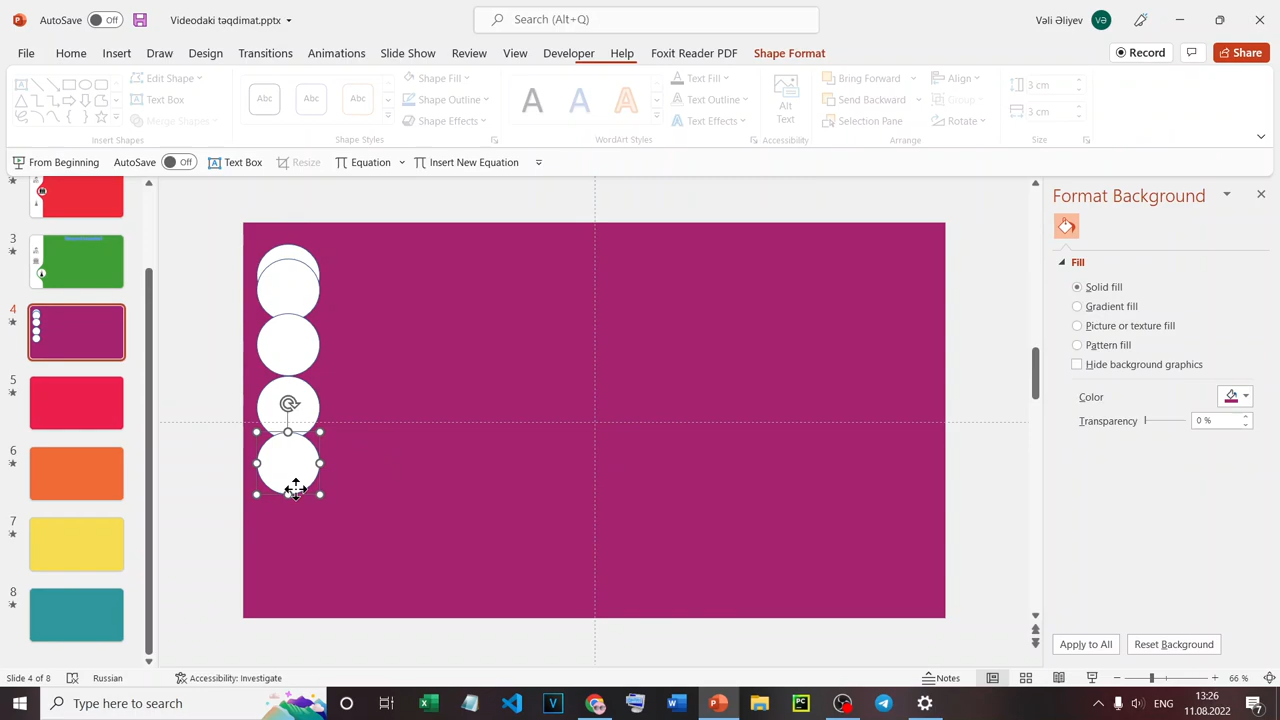 AutoSave Off Videodaki təqdimat.pptx Search (Alt+Q) Vəli Əliyev VƏ
File Home Insert Draw Design Transitions Animations Slide Show Review View Developer Help Foxit Reader PDF Shape Format Record Share
Edit Shape Abc Abc Abc Shape Fill A A A Text Fill Alt Text Bring Forward Align 3 cm
Text Box Shape Outline Text Outline Send Backward Group
Merge Shapes Shape Effects Text Effects Selection Pane Rotate 3 cm
Insert Shapes Shape Styles WordArt Styles Accessibility Arrange Size
From Beginning AutoSave Off Text Box Resize Equation Insert New Equation
Format Background
3
Fill
Solid fill
4
Gradient fill
Picture or texture fill
Pattern fill
Hide background graphics
5
Color
Transparency 0 %
6
7
8
Apply to All Reset Background
Slide 4 of 8 Russian Accessibility: Investigate Notes 66 %
Type here to search 13:26
11.08.2022